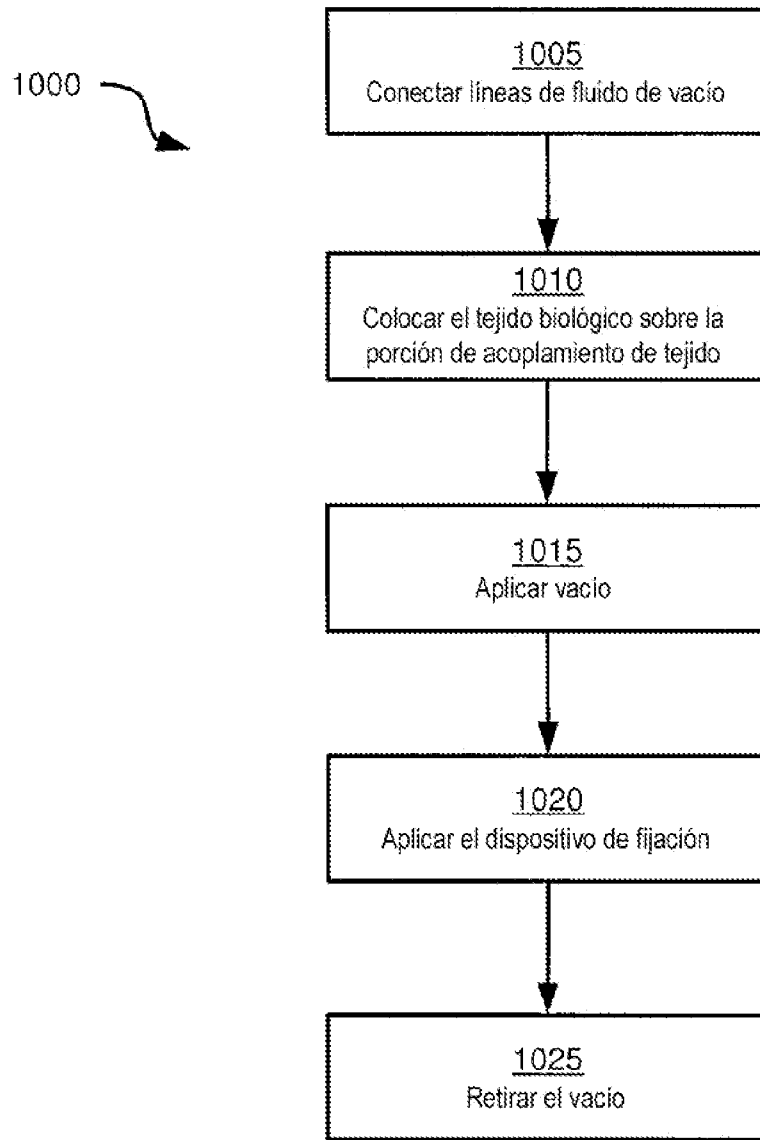 1000
1005
Conectar líneas de fluido de vacío
1010
Colocar el tejido biológico sobre la
porción de acoplamiento de tejido
1015
Aplicar vacío
1020
Aplicar el dispositivo de fijación
1025
Retirar el vacío